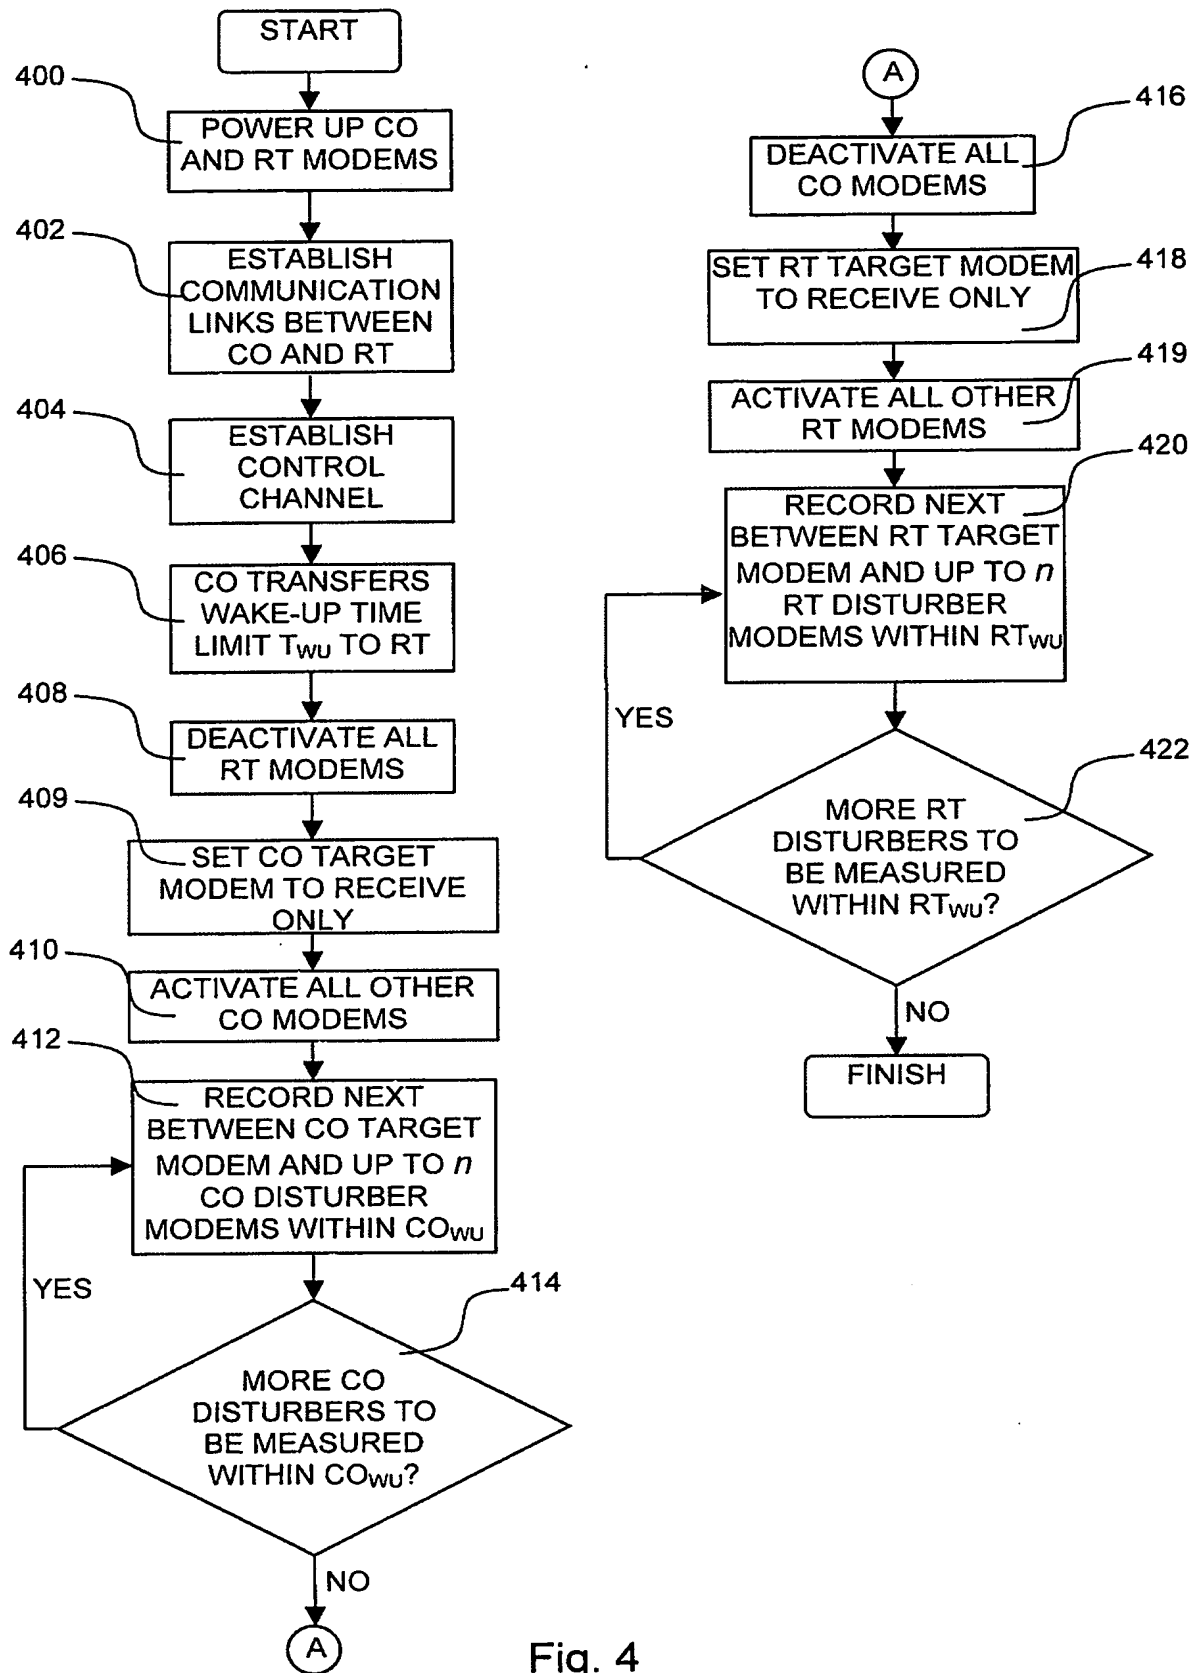 START
400
POWER UP CO
AND RT MODEMS
402
ESTABLISH
COMMUNICATION
LINKS BETWEEN
CO AND RT
404
ESTABLISH
CONTROL
CHANNEL
406
CO TRANSFERS
WAKE-UP TIME
LIMIT TWU TO RT
408
DEACTIVATE ALL
RT MODEMS
409
SET CO TARGET
MODEM TO RECEIVE
ONLY
410
ACTIVATE ALL OTHER
CO MODEMS
412
RECORD NEXT
BETWEEN CO TARGET
MODEM AND UP TO n
CO DISTURBER
MODEMS WITHIN COWU
YES
414
MORE CO
DISTURBERS TO
BE MEASURED
WITHIN COWU?
NO
A
A
416
DEACTIVATE ALL
CO MODEMS
418
SET RT TARGET MODEM
TO RECEIVE ONLY
419
ACTIVATE ALL OTHER
RT MODEMS
420
RECORD NEXT
BETWEEN RT TARGET
MODEM AND UP TO n
RT DISTURBER
MODEMS WITHIN RTWU
YES
422
MORE RT
DISTURBERS TO
BE MEASURED
WITHIN RTWU?
NO
FINISH
Fig. 4